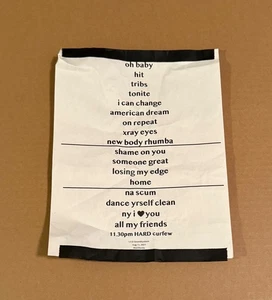 oh baby
hit
tribs
tonite
i can change
american dream
on repeat
xray eyes
new body rhumba
shame on you
someone great
losing my edge
home
na scum
dance yrself clean
ny i ♥ you
all my friends
11.30pm HARD curfew